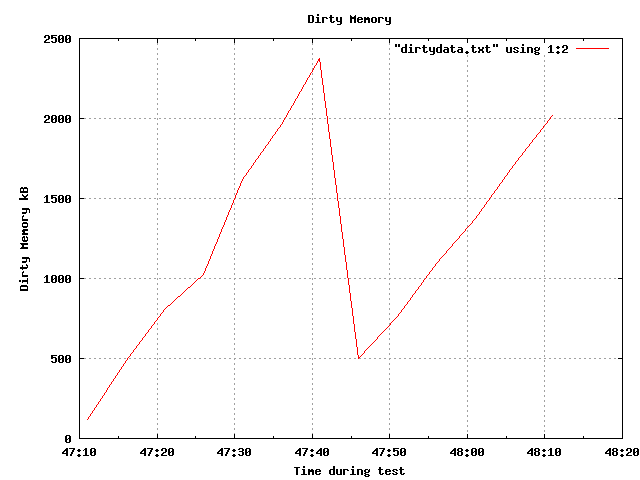 Dirty Memory
"dirtydata.txt" using 1:2
Dirty Memory kB
2500
2000
1500
1000
500
0
47:10 47:20 47:30 47:40 47:50 48:00 48:10 48:20
Time during test